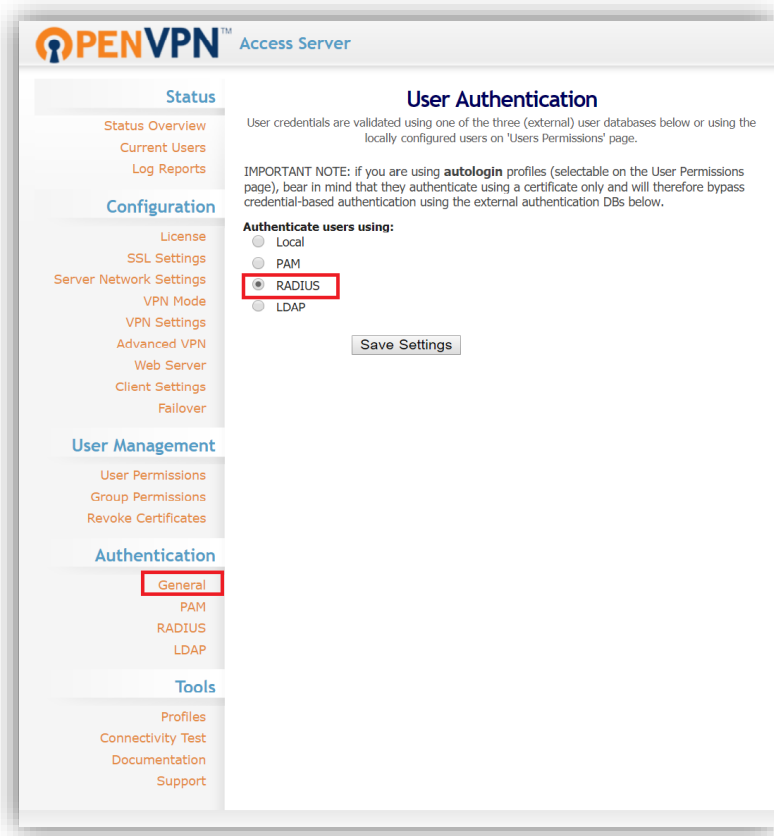 OPENVPN™ Access Server
Status
Status Overview
Current Users
Log Reports
Configuration
License
SSL Settings
Server Network Settings
VPN Mode
VPN Settings
Advanced VPN
Web Server
Client Settings
Failover
User Management
User Permissions
Group Permissions
Revoke Certificates
Authentication
General
PAM
RADIUS
LDAP
Tools
Profiles
Connectivity Test
Documentation
Support
User Authentication
User credentials are validated using one of the three (external) user databases below or using the
locally configured users on 'Users Permissions' page.
IMPORTANT NOTE: if you are using autologin profiles (selectable on the User Permissions
page), bear in mind that they authenticate using a certificate only and will therefore bypass
credential-based authentication using the external authentication DBs below.
Authenticate users using:
Local
PAM
RADIUS
LDAP
Save Settings